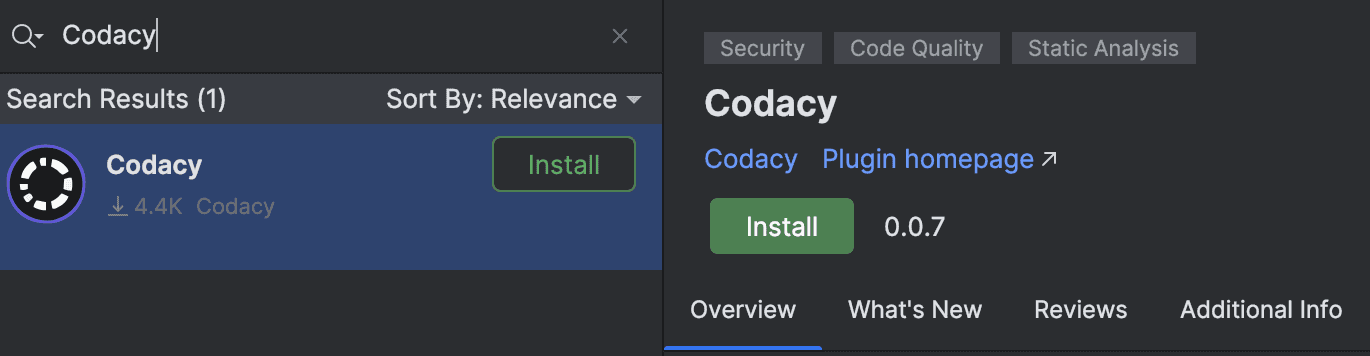 Codacy
Search Results (1) Sort By: Relevance
Codacy
Install
4.4K Codacy
Security Code Quality Static Analysis
Codacy
Codacy Plugin homepage
Install 0.0.7
Overview What's New Reviews Additional Info